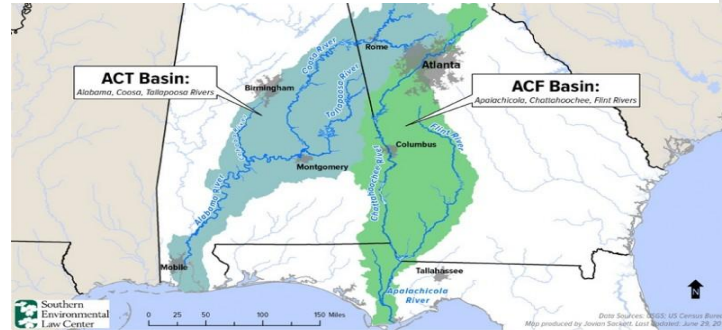 ACT Basin:
Alabama, Coosa, Tallapoosa Rivers
ACF Basin:
Apalachicola, Chattahoochee, Flint Rivers
Rome
Atlanta
Birmingham
Coosa River
Tallapoosa River
Flint River
Columbus
Montgomery
Chattahoochee River
Alabama River
Mobile
Tallahassee
Apalachicola
River
N
Southern
Environmental
Law Center
0 25 50 100 150 Miles
Data Sources: USGS; US Census Bureau
Map produced by Jovian Sackett. Last Updated: June 29, 20